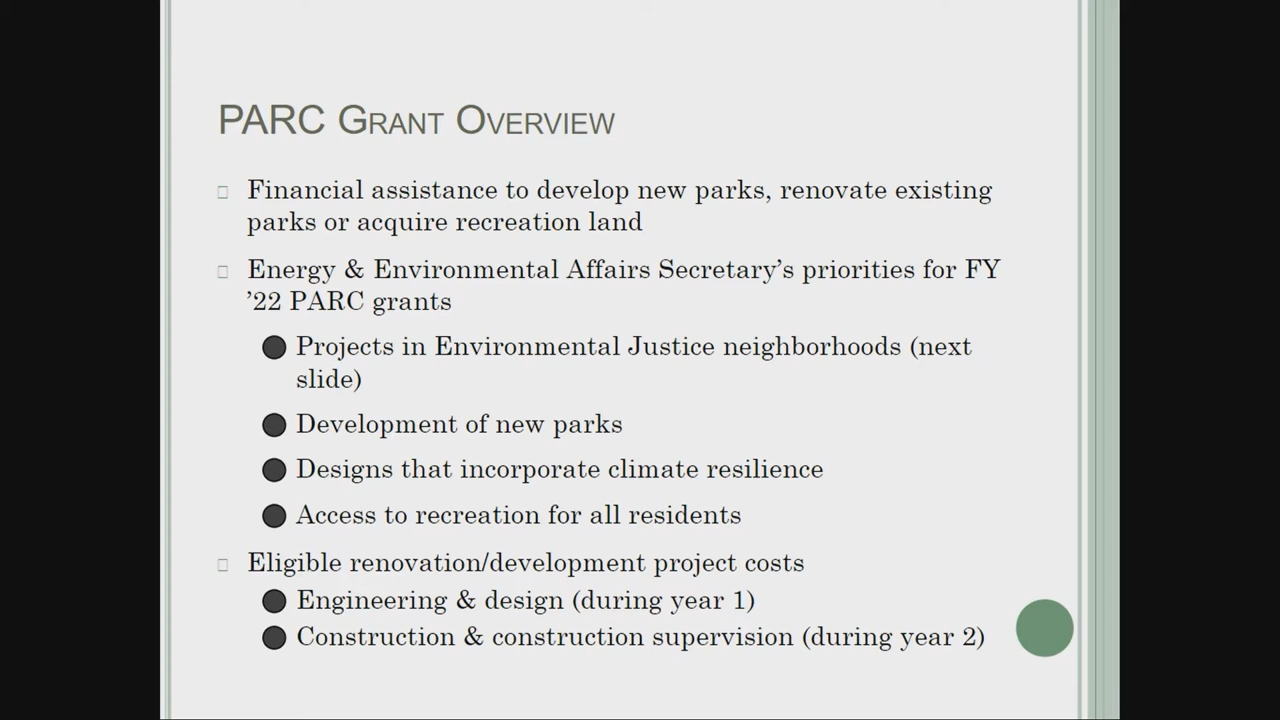 PARC GRANT OVERVIEW
Financial assistance to develop new parks, renovate existing
parks or acquire recreation land
Energy & Environmental Affairs Secretary’s priorities for FY
’22 PARC grants
Projects in Environmental Justice neighborhoods (next
slide)
Development of new parks
Designs that incorporate climate resilience
Access to recreation for all residents
Eligible renovation/development project costs
Engineering & design (during year 1)
Construction & construction supervision (during year 2)